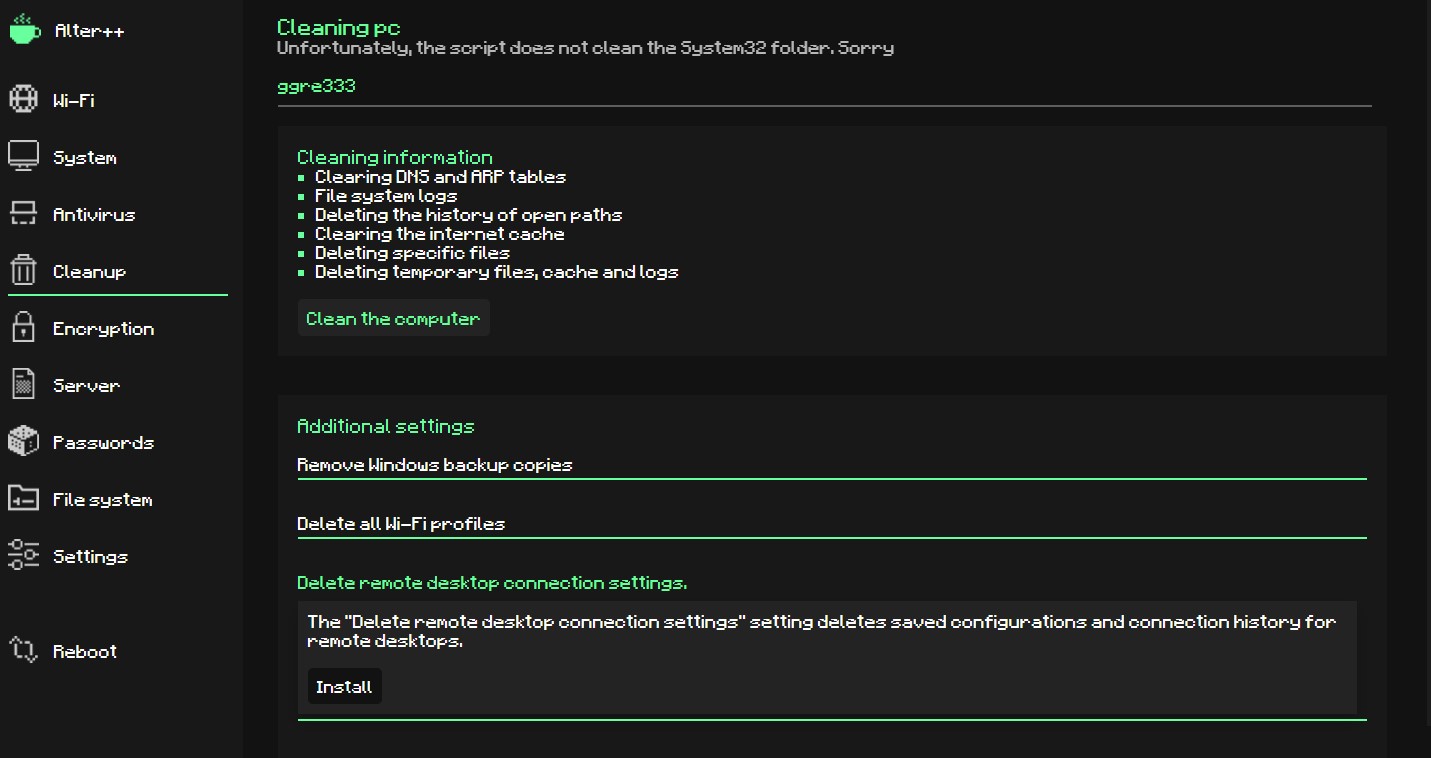 Alter++
Wi-Fi
System
Antivirus
Cleanup
Encryption
Server
Passwords
File system
Settings
Reboot
Cleaning pc
Unfortunately, the script does not clean the System32 folder. Sorry
ggre333
Cleaning information
Clearing DNS and ARP tables
File system logs
Deleting the history of open paths
Clearing the internet cache
Deleting specific files
Deleting temporary files, cache and logs
Clean the computer
Additional settings
Remove Windows backup copies
Delete all Wi-Fi profiles
Delete remote desktop connection settings.
The "Delete remote desktop connection settings" setting deletes saved configurations and connection history for
remote desktops.
Install